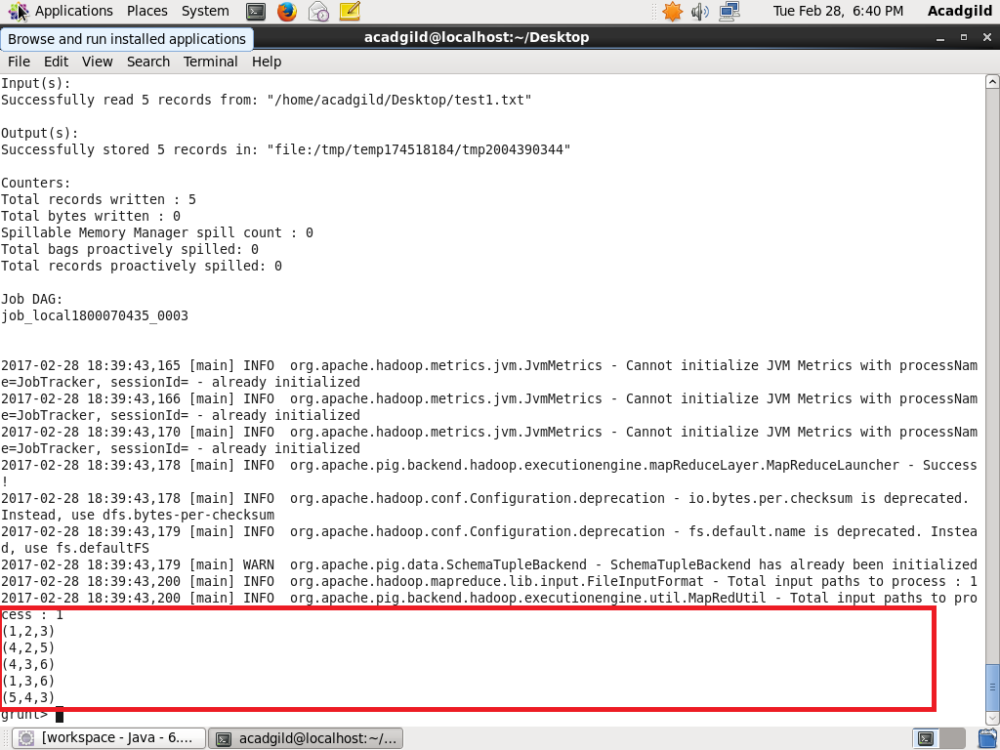 Applications Places System Tue Feb 28, 6:40 PM Acadgild
Browse and run installed applications
acadgild@localhost:~/Desktop
File Edit View Search Terminal Help
Input(s):
Successfully read 5 records from: "/home/acadgild/Desktop/test1.txt"
Output(s):
Successfully stored 5 records in: "file:/tmp/temp174518184/tmp2004390344"
Counters:
Total records written : 5
Total bytes written : 0
Spillable Memory Manager spill count : 0
Total bags proactively spilled: 0
Total records proactively spilled: 0
Job DAG:
job_local1800070435_0003
2017-02-28 18:39:43,165 [main] INFO  org.apache.hadoop.metrics.jvm.JvmMetrics - Cannot initialize JVM Metrics with processNam
e=JobTracker, sessionId= - already initialized
2017-02-28 18:39:43,166 [main] INFO  org.apache.hadoop.metrics.jvm.JvmMetrics - Cannot initialize JVM Metrics with processNam
e=JobTracker, sessionId= - already initialized
2017-02-28 18:39:43,170 [main] INFO  org.apache.hadoop.metrics.jvm.JvmMetrics - Cannot initialize JVM Metrics with processNam
e=JobTracker, sessionId= - already initialized
2017-02-28 18:39:43,178 [main] INFO  org.apache.pig.backend.hadoop.executionengine.mapReduceLayer.MapReduceLauncher - Success
!
2017-02-28 18:39:43,178 [main] INFO  org.apache.hadoop.conf.Configuration.deprecation - io.bytes.per.checksum is deprecated.
Instead, use dfs.bytes-per-checksum
2017-02-28 18:39:43,179 [main] INFO  org.apache.hadoop.conf.Configuration.deprecation - fs.default.name is deprecated. Instea
d, use fs.defaultFS
2017-02-28 18:39:43,179 [main] WARN  org.apache.pig.data.SchemaTupleBackend - SchemaTupleBackend has already been initialized
2017-02-28 18:39:43,200 [main] INFO  org.apache.hadoop.mapreduce.lib.input.FileInputFormat - Total input paths to process : 1
2017-02-28 18:39:43,200 [main] INFO  org.apache.pig.backend.hadoop.executionengine.util.MapRedUtil - Total input paths to pro
cess : 1
(1,2,3)
(4,2,5)
(4,3,6)
(1,3,6)
(5,4,3)
grunt>
[workspace - Java - 6.... acadgild@localhost:~/...